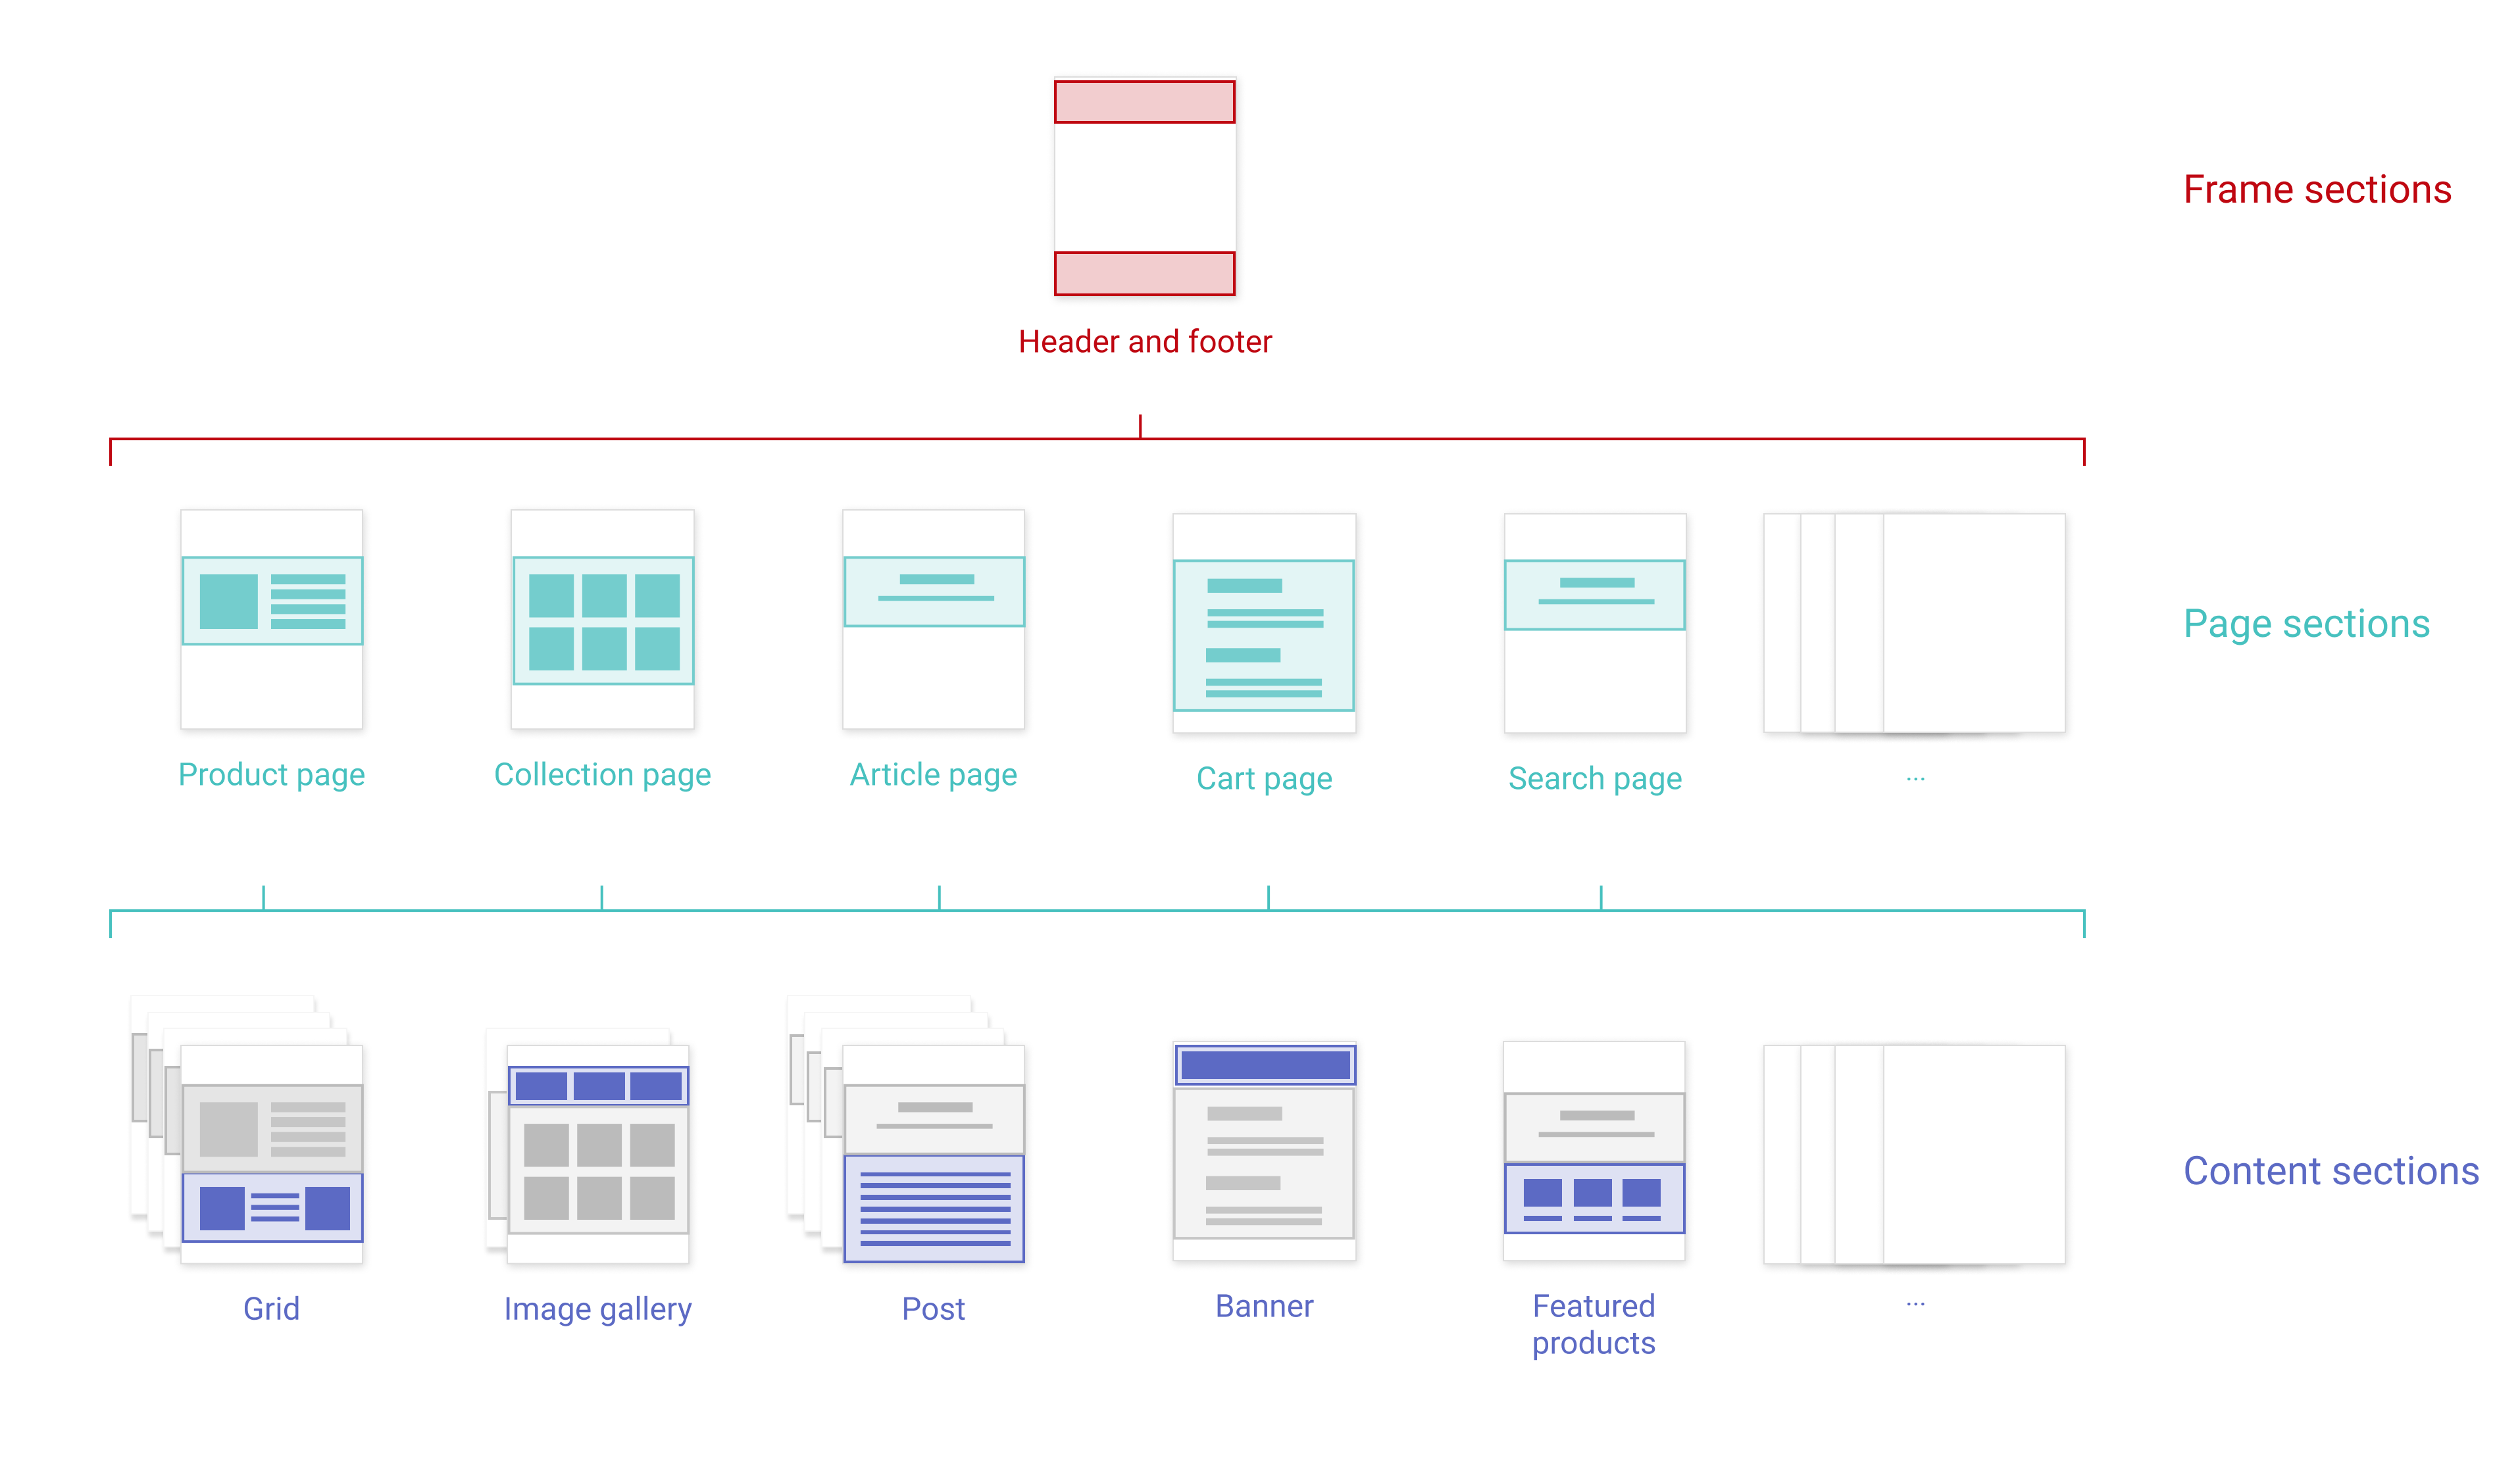 Frame sections
Header and footer
Page sections
Product page
Collection page
Article page
Cart page
Search page
...
Content sections
Grid
Image gallery
Post
Banner
Featured
products
...